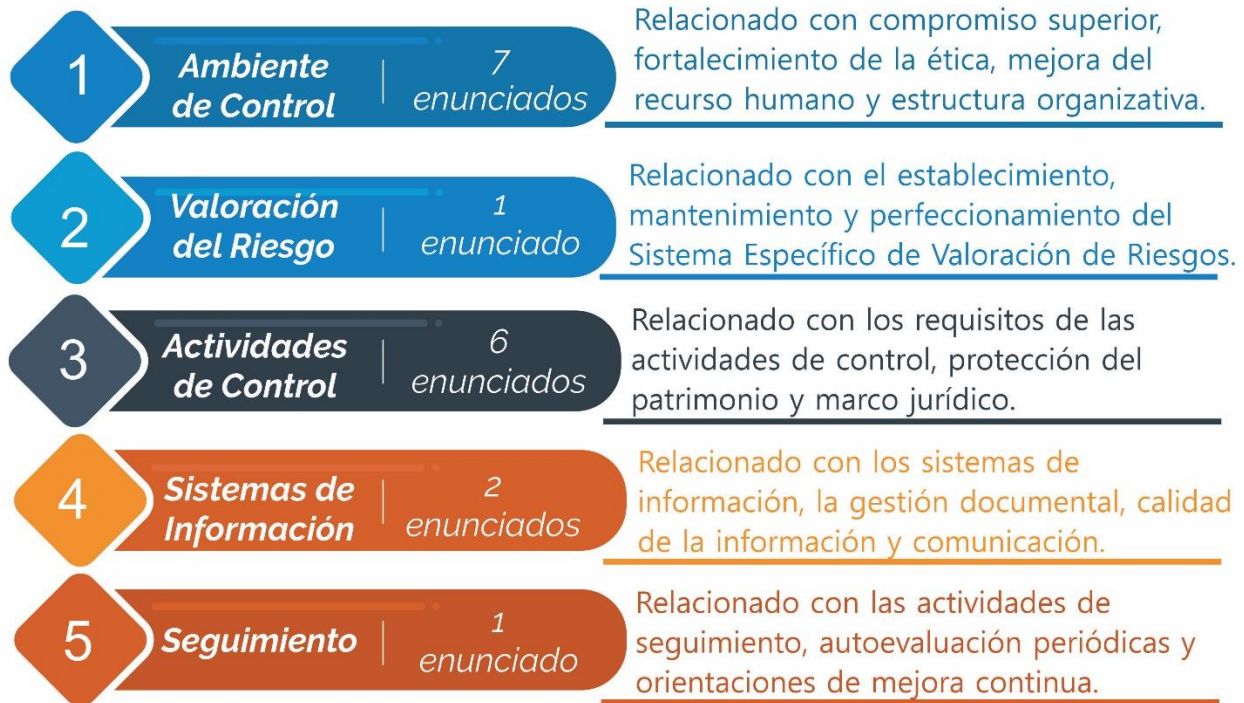 1
Ambiente
de Control
7
enunciados
Relacionado con compromiso superior,
fortalecimiento de la ética, mejora del
recurso humano y estructura organizativa.
2
Valoración
del Riesgo
1
enunciado
Relacionado con el establecimiento,
mantenimiento y perfeccionamiento del
Sistema Específico de Valoración de Riesgos.
3
Actividades
de Control
6
enunciados
Relacionado con los requisitos de las
actividades de control, protección del
patrimonio y marco jurídico.
4
Sistemas de
Información
2
enunciados
Relacionado con los sistemas de
información, la gestión documental, calidad
de la información y comunicación.
5
Seguimiento
1
enunciado
Relacionado con las actividades de
seguimiento, autoevaluación periódicas y
orientaciones de mejora continua.